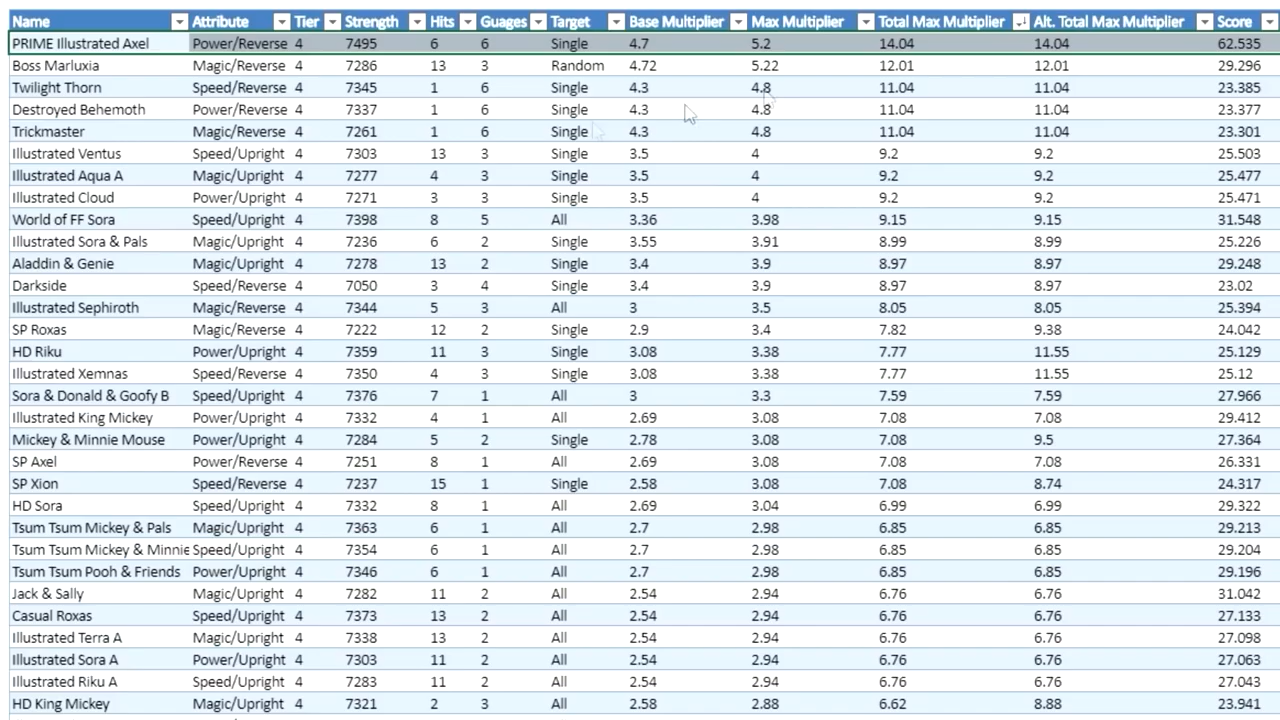 Name Attribute Tier Strength Hits Guages Target Base Multiplier Max Multiplier Total Max Multiplier Alt. Total Max Multiplier Score
PRIME Illustrated Axel Power/Reverse 4 7495 6 6 Single 4.7 5.2 14.04 14.04 62.535
Boss Marluxia Magic/Reverse 4 7286 13 3 Random 4.72 5.22 12.01 12.01 29.296
Twilight Thorn Speed/Reverse 4 7345 1 6 Single 4.3 4.8 11.04 11.04 23.385
Destroyed Behemoth Power/Reverse 4 7337 1 6 Single 4.3 4.8 11.04 11.04 23.377
Trickmaster Magic/Reverse 4 7261 1 6 Single 4.3 4.8 11.04 11.04 23.301
Illustrated Ventus Speed/Upright 4 7303 13 3 Single 3.5 4 9.2 9.2 25.503
Illustrated Aqua A Magic/Upright 4 7277 4 3 Single 3.5 4 9.2 9.2 25.477
Illustrated Cloud Power/Upright 4 7271 3 3 Single 3.5 4 9.2 9.2 25.471
World of FF Sora Speed/Upright 4 7398 8 5 All 3.36 3.98 9.15 9.15 31.548
Illustrated Sora & Pals Magic/Upright 4 7236 6 2 Single 3.55 3.91 8.99 8.99 25.226
Aladdin & Genie Magic/Upright 4 7278 13 2 Single 3.4 3.9 8.97 8.97 29.248
Darkside Speed/Reverse 4 7050 3 4 Single 3.4 3.9 8.97 8.97 23.02
Illustrated Sephiroth Magic/Reverse 4 7344 5 3 All 3 3.5 8.05 8.05 25.394
SP Roxas Magic/Reverse 4 7222 12 2 Single 2.9 3.4 7.82 9.38 24.042
HD Riku Power/Upright 4 7359 11 3 Single 3.08 3.38 7.77 11.55 25.129
Illustrated Xemnas Speed/Reverse 4 7350 4 3 Single 3.08 3.38 7.77 11.55 25.12
Sora & Donald & Goofy B Speed/Upright 4 7376 7 1 All 3 3.3 7.59 7.59 27.966
Illustrated King Mickey Power/Upright 4 7332 4 1 All 2.69 3.08 7.08 7.08 29.412
Mickey & Minnie Mouse Power/Upright 4 7284 5 2 Single 2.78 3.08 7.08 9.5 27.364
SP Axel Power/Reverse 4 7251 8 1 All 2.69 3.08 7.08 7.08 26.331
SP Xion Speed/Reverse 4 7237 15 1 Single 2.58 3.08 7.08 8.74 24.317
HD Sora Speed/Upright 4 7332 8 1 All 2.69 3.04 6.99 6.99 29.322
Tsum Tsum Mickey & Pals Magic/Upright 4 7363 6 1 All 2.7 2.98 6.85 6.85 29.213
Tsum Tsum Mickey & Minnie Speed/Upright 4 7354 6 1 All 2.7 2.98 6.85 6.85 29.204
Tsum Tsum Pooh & Friends Power/Upright 4 7346 6 1 All 2.7 2.98 6.85 6.85 29.196
Jack & Sally Magic/Upright 4 7282 11 2 All 2.54 2.94 6.76 6.76 31.042
Casual Roxas Speed/Upright 4 7373 13 2 All 2.54 2.94 6.76 6.76 27.133
Illustrated Terra A Magic/Upright 4 7338 13 2 All 2.54 2.94 6.76 6.76 27.098
Illustrated Sora A Power/Upright 4 7303 11 2 All 2.54 2.94 6.76 6.76 27.063
Illustrated Riku A Speed/Upright 4 7283 11 2 All 2.54 2.94 6.76 6.76 27.043
HD King Mickey Magic/Upright 4 7321 2 3 All 2.58 2.88 6.62 8.88 23.941